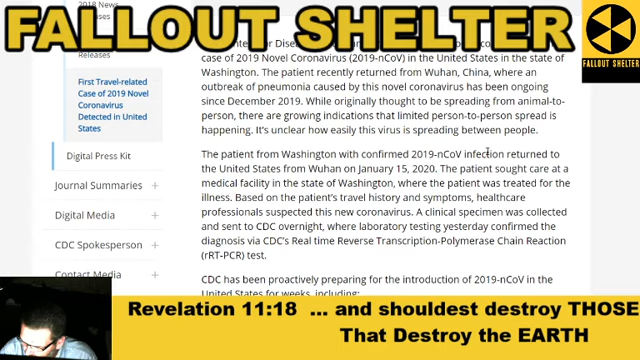 FALLOUT SHELTER
FALLOUT SHELTER
2018 News
Releases
Releases
First Travel-related
Case of 2019 Novel
Coronavirus
Detected in United
States
Digital Press Kit
Journal Summaries +
Digital Media +
CDC Spokesperson +
Contact Media +
case of 2019 Novel Coronavirus (2019-nCoV) in the United States in the state of
Washington. The patient recently returned from Wuhan, China, where an
outbreak of pneumonia caused by this novel coronavirus has been ongoing
since December 2019. While originally thought to be spreading from animal-to-
person, there are growing indications that limited person-to-person spread is
happening. It's unclear how easily this virus is spreading between people.
The patient from Washington with confirmed 2019-nCoV infection returned to
the United States from Wuhan on January 15, 2020. The patient sought care at a
medical facility in the state of Washington, where the patient was treated for the
illness. Based on the patient's travel history and symptoms, healthcare
professionals suspected this new coronavirus. A clinical specimen was collected
and sent to CDC overnight, where laboratory testing yesterday confirmed the
diagnosis via CDC's Real time Reverse Transcription-Polymerase Chain Reaction
(rRT-PCR) test.
CDC has been proactively preparing for the introduction of 2019-nCoV in the
United States for weeks, including:
Revelation 11:18 ... and shouldest destroy THOSE
That Destroy the EARTH